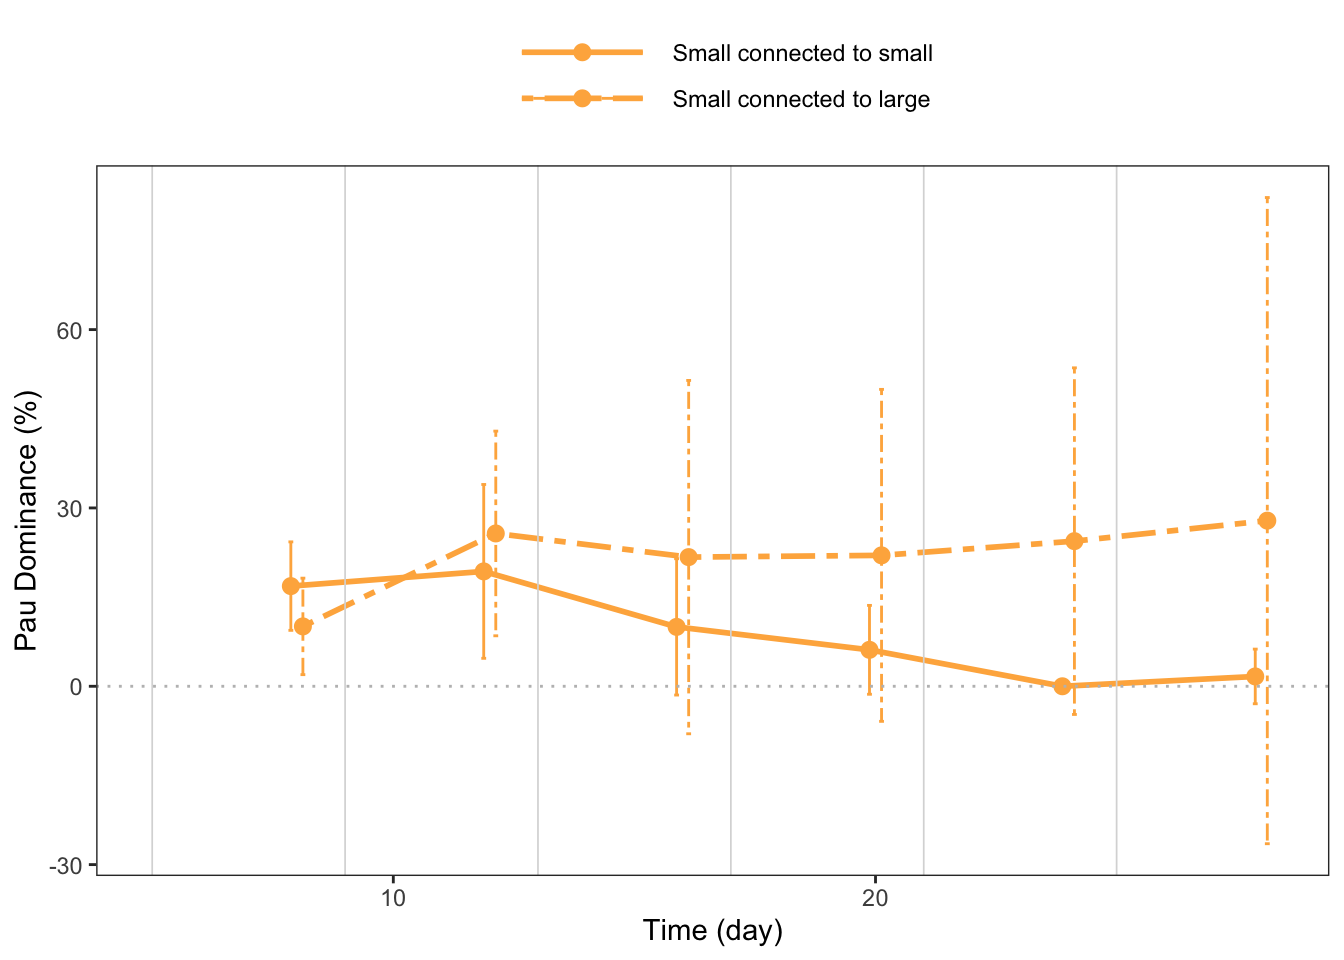 Small connected to small
Small connected to large
Pau Dominance (%)
60
30
0
-30
10 20
Time (day)